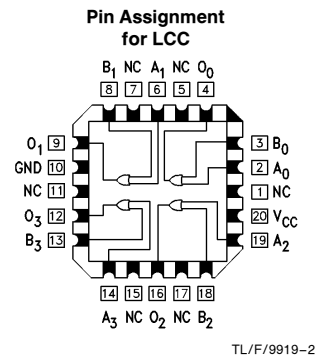 Pin Assignment
for LCC
B1 NC A1 NC O0
8 7 6 5 4
O1 9 3 B0
GND 10 2 A0
NC 11 1 NC
O3 12 20 VCC
B3 13 19 A2
14 15 16 17 18
A3 NC O2 NC B2
TL/F/9919–2